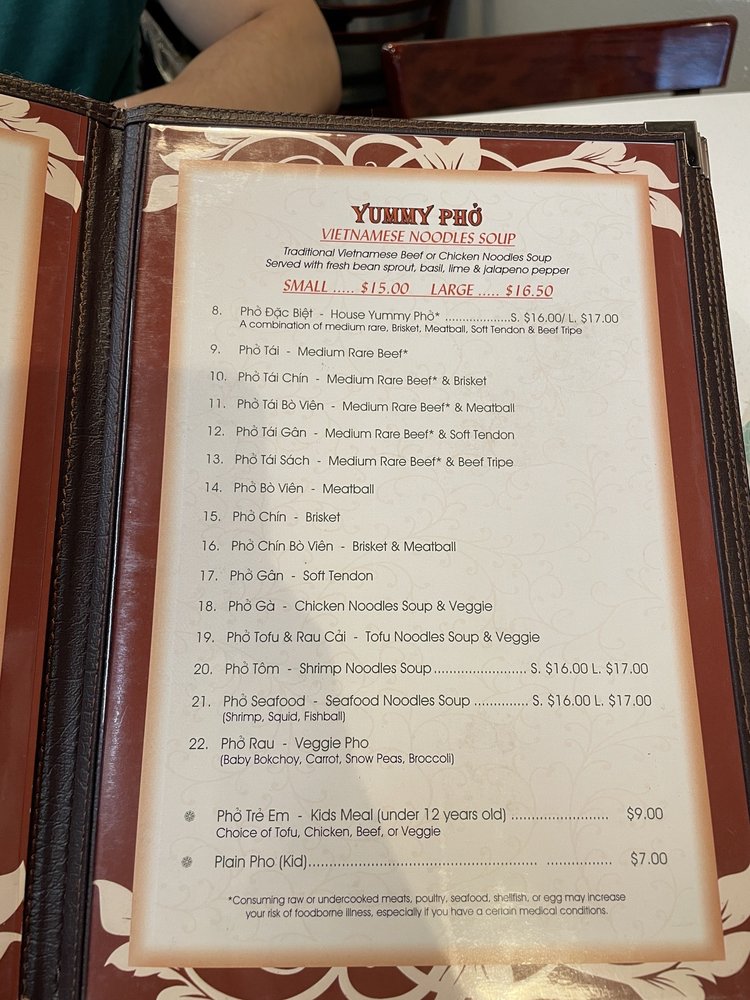 YUMMY PHỞ
VIETNAMESE NOODLES SOUP
Traditional Vietnamese Beef or Chicken Noodles Soup
Served with fresh bean sprout, basil, lime & jalapeno pepper
SMALL ..... $15.00 LARGE ..... $16.50
8. Phở Đặc Biệt - House Yummy Phở* ...................S. $16.00/ L. $17.00
A combination of medium rare, Brisket, Meatball, Soft Tendon & Beef Tripe
9. Phở Tái - Medium Rare Beef*
10. Phở Tái Chín - Medium Rare Beef* & Brisket
11. Phở Tái Bò Viên - Medium Rare Beef* & Meatball
12. Phở Tái Gân - Medium Rare Beef* & Soft Tendon
13. Phở Tái Sách - Medium Rare Beef* & Beef Tripe
14. Phở Bò Viên - Meatball
15. Phở Chín - Brisket
16. Phở Chín Bò Viên - Brisket & Meatball
17. Phở Gân - Soft Tendon
18. Phở Gà - Chicken Noodles Soup & Veggie
19. Phở Tofu & Rau Cải - Tofu Noodles Soup & Veggie
20. Phở Tôm - Shrimp Noodles Soup....................... S. $16.00 L. $17.00
21. Phở Seafood - Seafood Noodles Soup ............. S. $16.00 L. $17.00
(Shrimp, Squid, Fishball)
22. Phở Rau - Veggie Pho
(Baby Bokchoy, Carrot, Snow Peas, Broccoli)
Phở Trẻ Em - Kids Meal (under 12 years old) ....................... $9.00
Choice of Tofu, Chicken, Beef, or Veggie
Plain Pho (Kid)...................................................... ................ $7.00
*Consuming raw or undercooked meats, poultry, seafood, shellfish, or egg may increase
your risk of foodborne illness, especially if you have a certain medical conditions.